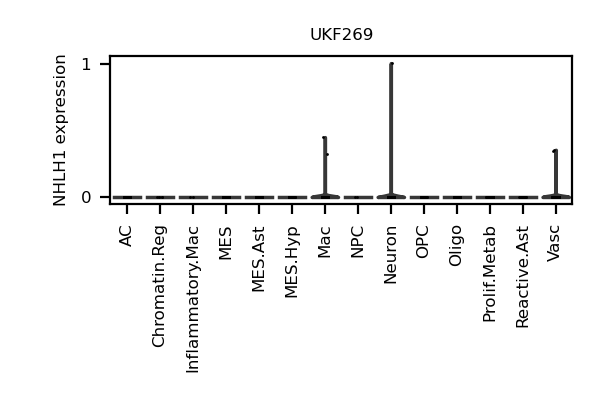 UKF269
NHLH1 expression
1
0
AC
Chromatin.Reg
Inflammatory.Mac
MES
MES.Ast
MES.Hyp
Mac
NPC
Neuron
OPC
Oligo
Prolif.Metab
Reactive.Ast
Vasc